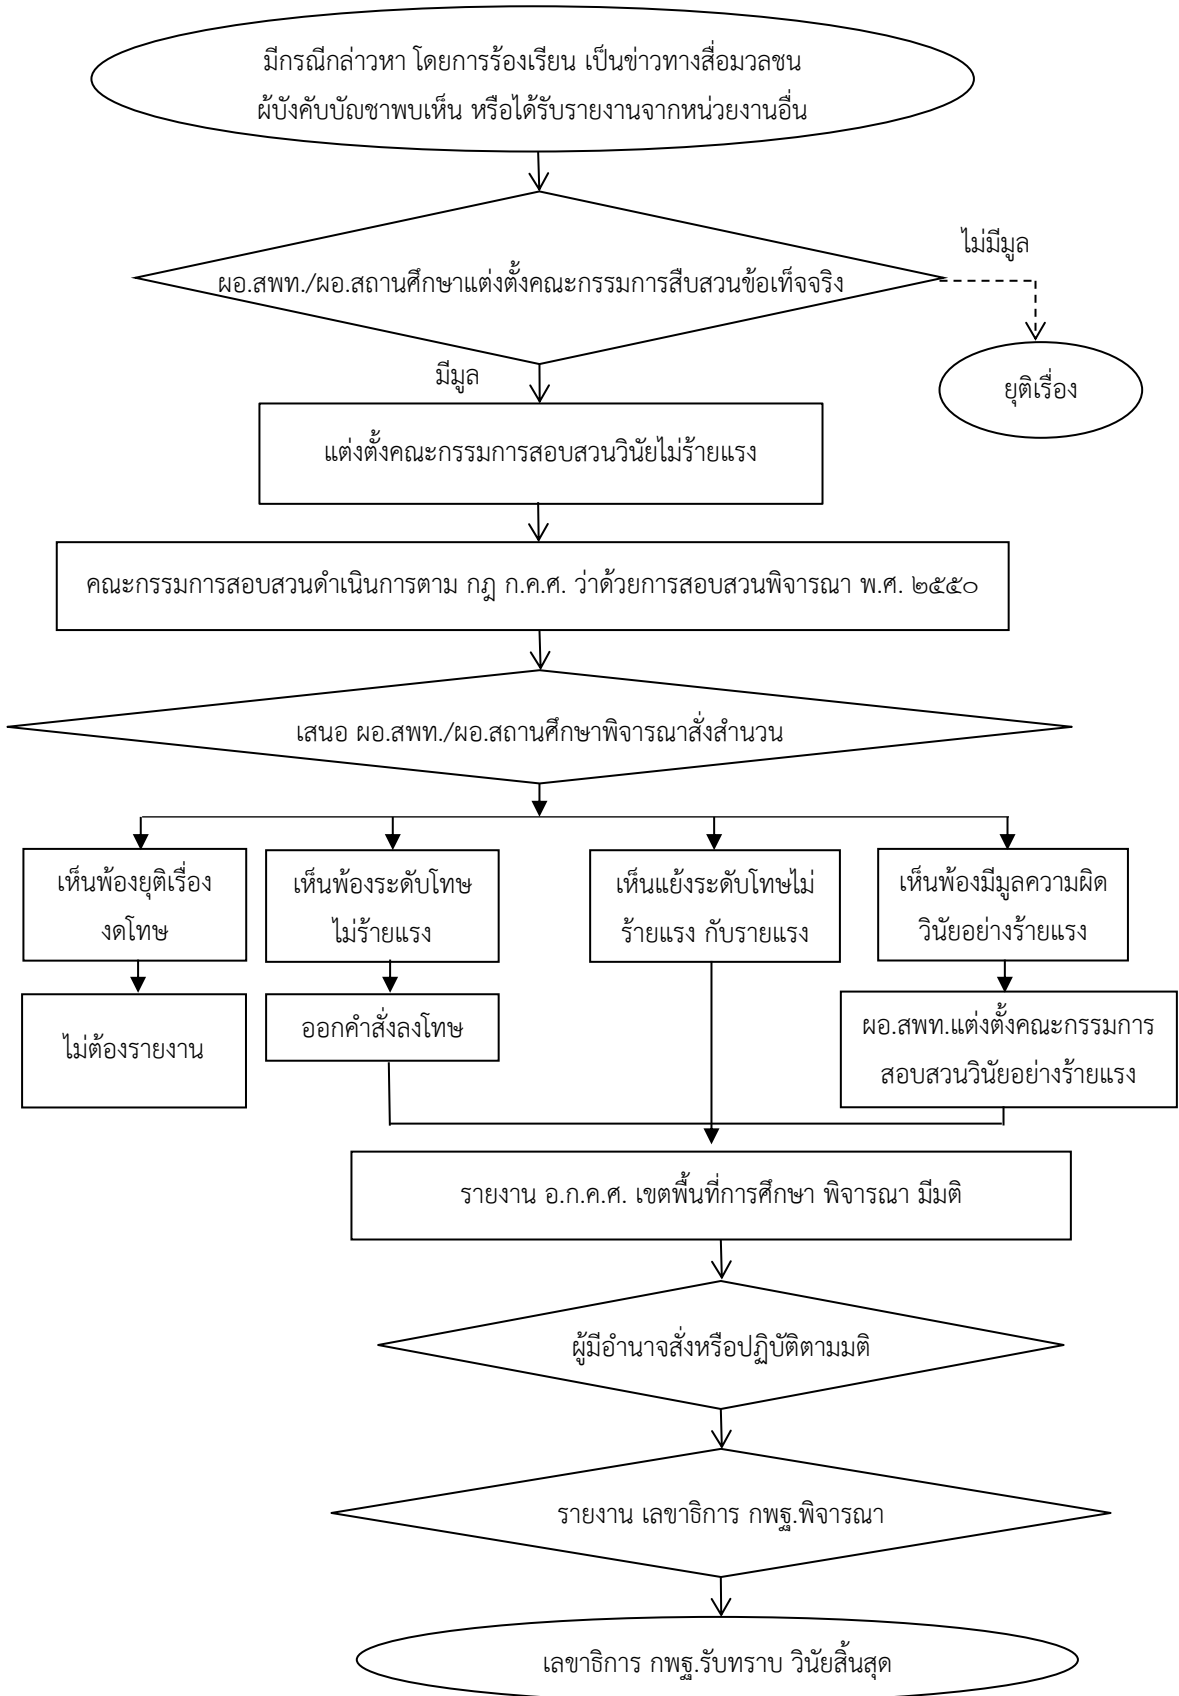 มีกรณีกล่าวหา โดยการร้องเรียน เป็นข่าวทางสื่อมวลชน
ผู้บังคับบัญชาพบเห็น หรือได้รับรายงานจากหน่วยงานอื่น
ไม่มีมูล
ผอ.สพท./ผอ.สถานศึกษาแต่งตั้งคณะกรรมการสืบสวนข้อเท็จจริง
มีมูล
ยุติเรื่อง
แต่งตั้งคณะกรรมการสอบสวนวินัยไม่ร้ายแรง
คณะกรรมการสอบสวนดำเนินการตาม กฎ ก.ค.ศ. ว่าด้วยการสอบสวนพิจารณา พ.ศ. ๒๕๕๐
เสนอ ผอ.สพท./ผอ.สถานศึกษาพิจารณาสั่งสำนวน
เห็นพ้องยุติเรื่อง
งดโทษ
เห็นพ้องระดับโทษ
ไม่ร้ายแรง
เห็นแย้งระดับโทษไม่
ร้ายแรง กับรายแรง
เห็นพ้องมีมูลความผิด
วินัยอย่างร้ายแรง
ไม่ต้องรายงาน
ออกคำสั่งลงโทษ
ผอ.สพท.แต่งตั้งคณะกรรมการ
สอบสวนวินัยอย่างร้ายแรง
รายงาน อ.ก.ค.ศ. เขตพื้นที่การศึกษา พิจารณา มีมติ
ผู้มีอำนาจสั่งหรือปฏิบัติตามมติ
รายงาน เลขาธิการ กพฐ.พิจารณา
เลขาธิการ กพฐ.รับทราบ วินัยสิ้นสุด